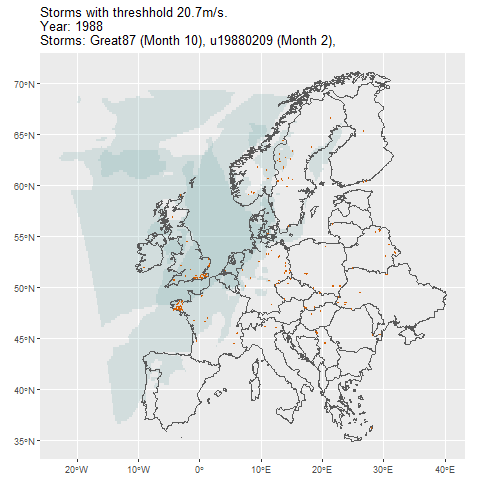 Storms with threshhold 20.7m/s.
Year: 1988
Storms: Great87 (Month 10), u19880209 (Month 2),
70°N
65°N
60°N
55°N
50°N
45°N
40°N
35°N
20°W
10°W
0°
10°E
20°E
30°E
40°E